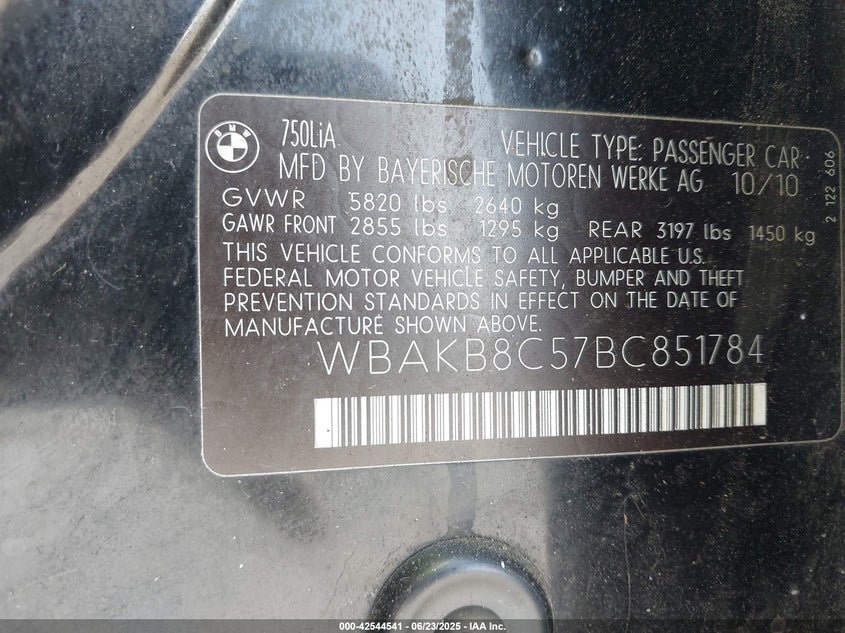 BMW
750LiA
VEHICLE TYPE: PASSENGER CAR
MFD BY BAYERISCHE MOTOREN WERKE AG 10/10
GVWR 5820 lbs 2640 kg
GAWR FRONT 2855 lbs 1295 kg REAR 3197 lbs 1450 kg
THIS VEHICLE CONFORMS TO ALL APPLICABLE U.S.
FEDERAL MOTOR VEHICLE SAFETY, BUMPER AND THEFT
PREVENTION STANDARDS IN EFFECT ON THE DATE OF
MANUFACTURE SHOWN ABOVE.
WBAKB8C57BC851784
2 122 606
000-42544541 - 06/23/2025 - IAA Inc.